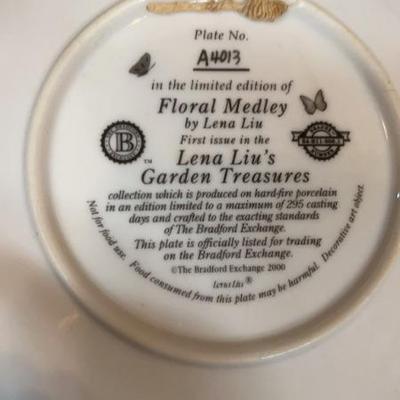 Plate No.
A4013
in the limited edition of
Floral Medley
by Lena Liu
First issue in the
Lena Liu's
Garden Treasures
collection which is produced on hard-fire porcelain
in an edition limited to a maximum of 295 casting
days and crafted to the exacting standards
of The Bradford Exchange.
This plate is officially listed for trading
on the Bradford Exchange.
©The Bradford Exchange 2000
Lena Liu®
B
TM
Not for food use. Food consumed from this plate may be harmful. Decorative art object.